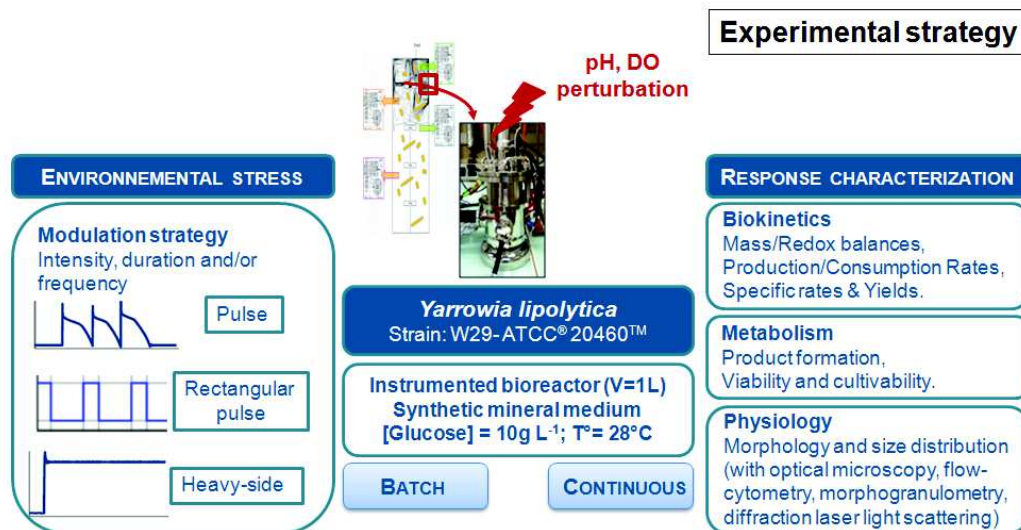 Experimental strategy
pH, DO
perturbation
ENVIRONNEMENTAL STRESS
Modulation strategy
Intensity, duration and/or
frequency
Pulse
Rectangular
pulse
Heavy-side
Yarrowia lipolytica
Strain: W29-ATCC® 20460™
Instrumented bioreactor (V=1L)
Synthetic mineral medium
[Glucose] = 10g L⁻¹; T°= 28°C
BATCH
CONTINUOUS
RESPONSE CHARACTERIZATION
Biokinetics
Mass/Redox balances,
Production/Consumption Rates,
Specific rates & Yields.
Metabolism
Product formation,
Viability and cultivability.
Physiology
Morphology and size distribution
(with optical microscopy, flow-
cytometry, morphogranulometry,
diffraction laser light scattering)